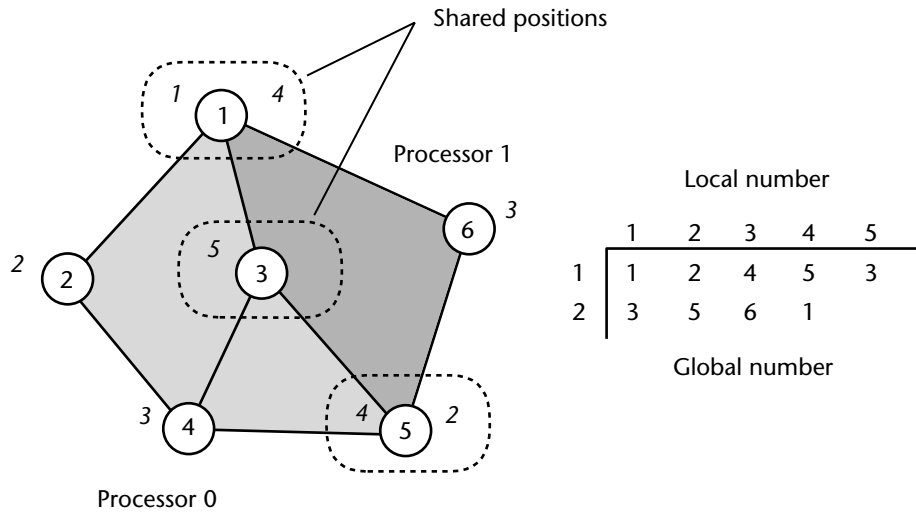 Shared positions
1 4
1
Processor 1
6 3
5
3
2 2
3 4
4 5 2
Processor 0
Local number
1 2 3 4 5
1 1 2 4 5 3
2 3 5 6 1
Global number